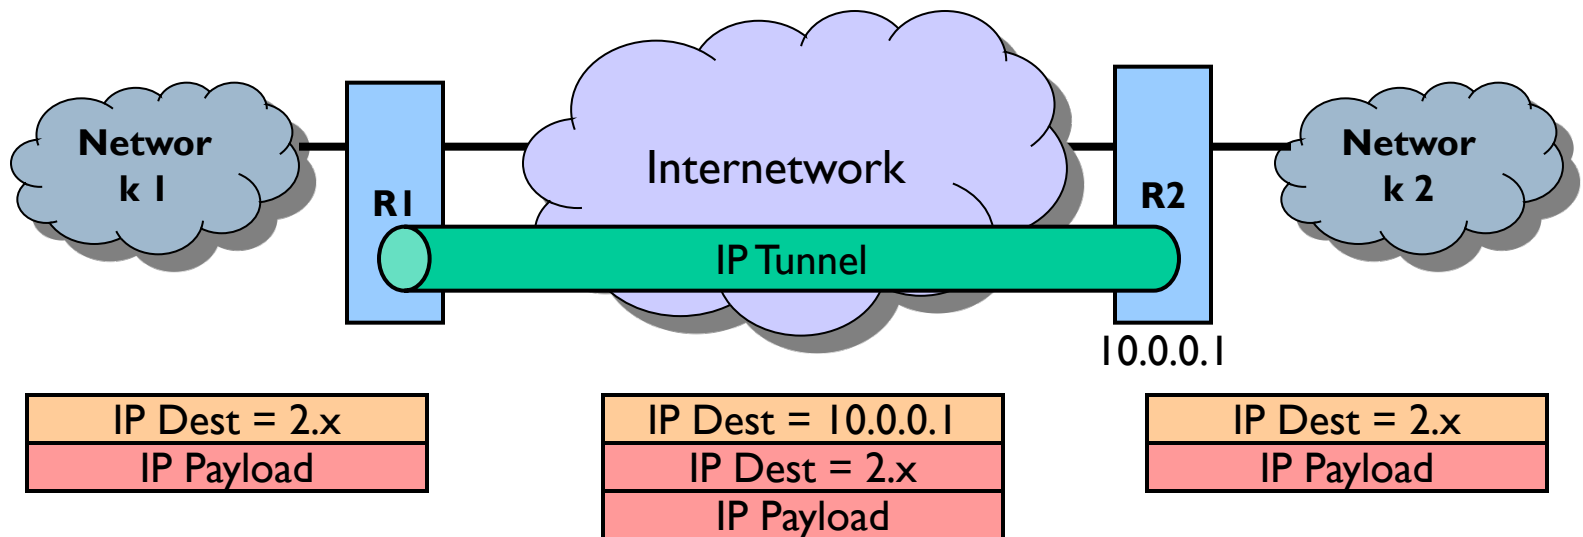 Networ
k 1
R1
Internetwork
R2
Networ
k 2
IP Tunnel
10.0.0.1
IP Dest = 2.x
IP Payload
IP Dest = 10.0.0.1
IP Dest = 2.x
IP Payload
IP Dest = 2.x
IP Payload